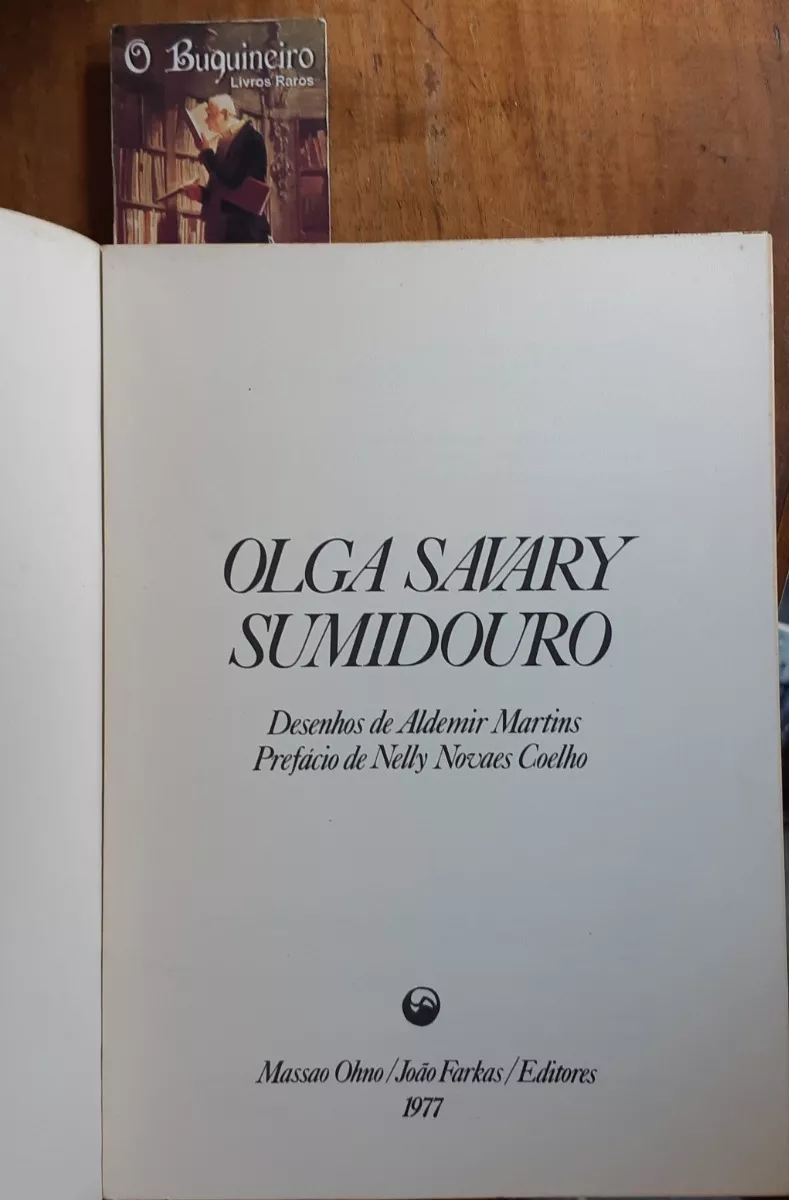 O Buquineiro
Livros Raros
OLGA SAVARY
SUMIDOURO
Desenhos de Aldemir Martins
Prefácio de Nelly Novaes Coelho
Massao Ohno/João Farkas/Editores
1977